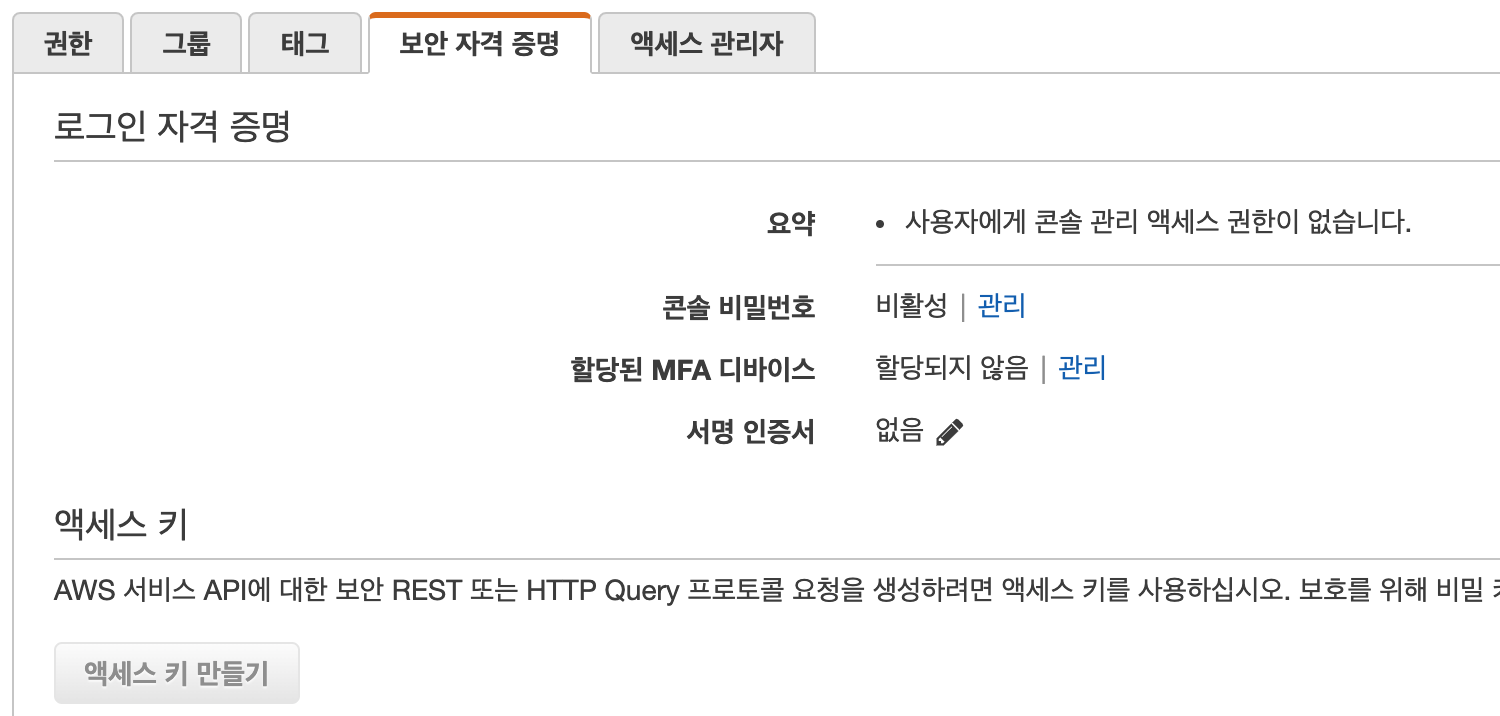 권한 그룹 태그 보안 자격 증명 액세스 관리자
로그인 자격 증명
요약 • 사용자에게 콘솔 관리 액세스 권한이 없습니다.
콘솔 비밀번호 비활성 | 관리
할당된 MFA 디바이스 할당되지 않음 | 관리
서명 인증서 없음
액세스 키
AWS 서비스 API에 대한 보안 REST 또는 HTTP Query 프로토콜 요청을 생성하려면 액세스 키를 사용하십시오. 보호를 위해 비밀
액세스 키 만들기